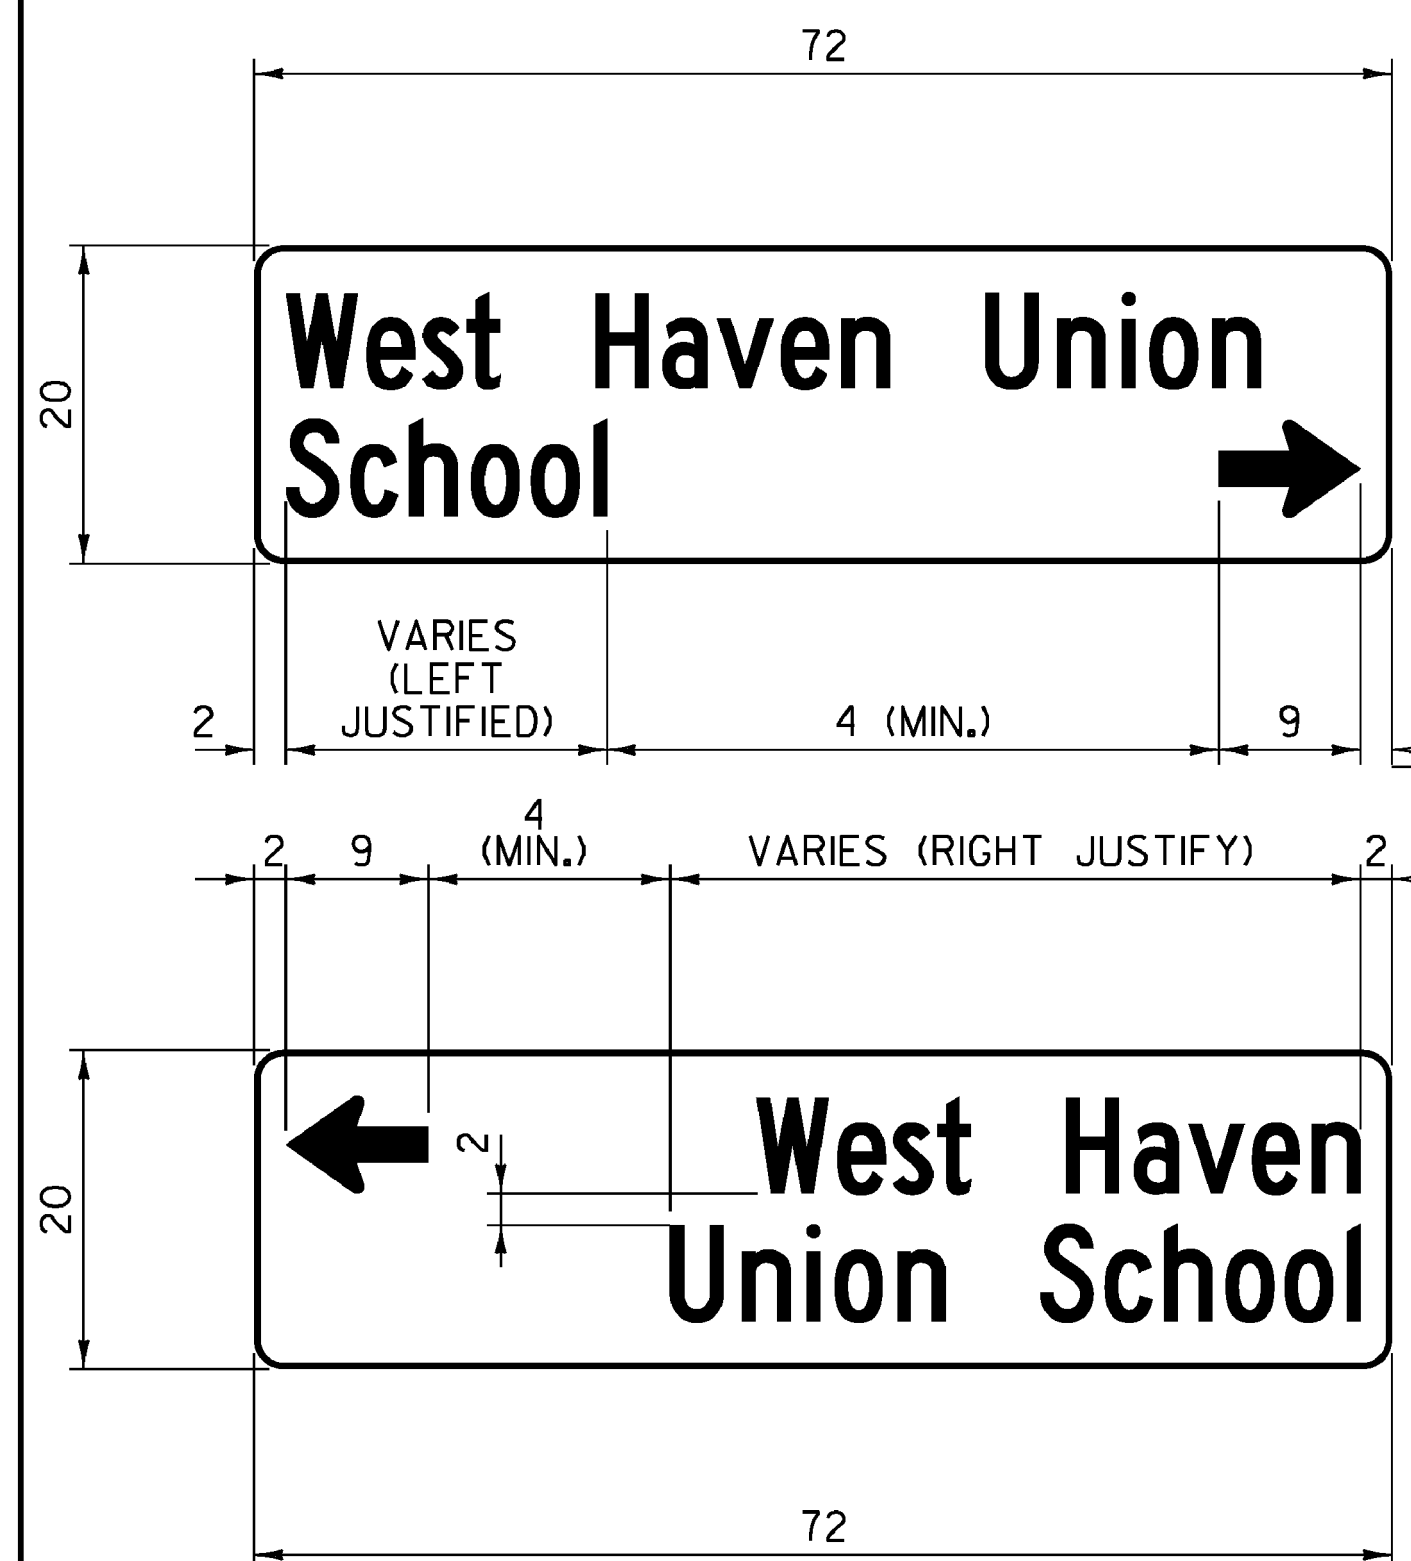 72
20
West Haven Union
School
VARIES
(LEFT
JUSTIFIED)
2
4 (MIN.)
9
4
2 9 (MIN.) VARIES (RIGHT JUSTIFY) 2
2
20
West Haven
Union School
72